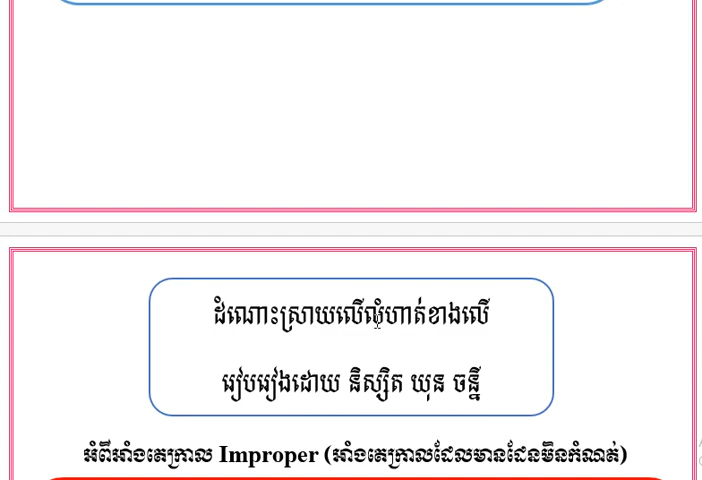 ដំណោះស្រាយលើលំហាត់ខាងលើ
រៀបរៀងដោយ និស្សិត ឃុន ចន្នី
អំពីអាំងតេក្រាល Improper (អាំងតេក្រាលដែលមានដែនមិនកំណត់)